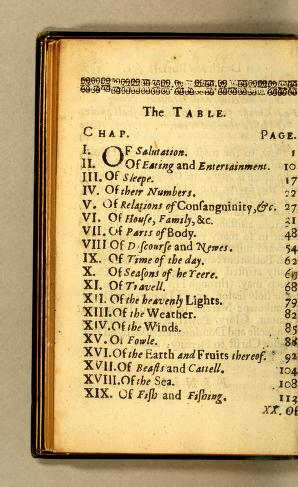 The TABLE.
CHAP. PAGE.
I. OF Salutation. 1
II. Of Eating and Entertainment. 10
III. Of Sleepe. 17
IV. Of their Numbers. 22
V. Of Relations of Consanguinity, &c. 27
VI. Of House, Family, &c. 31
VII. Of Parts of Body. 48
VIII Of Discourse and Newes. 54
IX. Of Time of the day. 62
X. Of Seasons of he Yeere.
XI. Of Travell. 68
XII. Of the heavenly Lights. 79
XIII. Of the Weather. 82
XIV. Of the Winds. 85
XV. Of Fowle.
XVI. Of the Earth and Fruits thereof. 92
XVII. Of Beasts and Cattell. 104
XVIII. Of the Sea. 108
XIX. Of Fish and Fishing. 113
XX. Of